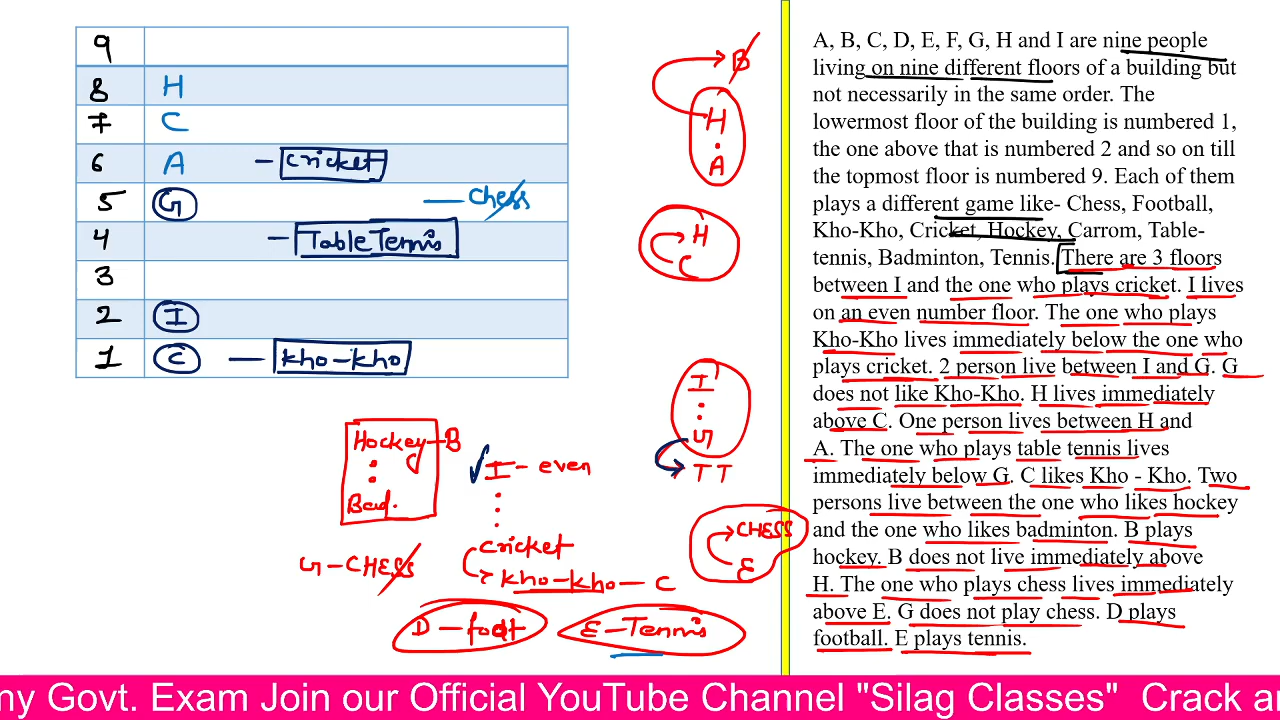 9
8 H
7 C
6 A - Cricket
5 G - Chess
4 - Table Tennis
3
2 I
1 C - Kho-Kho
B
H
.
A
H
C
I
:
G
TT
CHESS
E
Hockey - B
:
Bad.
I - even
:
Cricket
Kho-Kho - C
G - CHESS
D - foot
E - Tennis
A, B, C, D, E, F, G, H and I are nine people
living on nine different floors of a building but
not necessarily in the same order. The
lowermost floor of the building is numbered 1,
the one above that is numbered 2 and so on till
the topmost floor is numbered 9. Each of them
plays a different game like- Chess, Football,
Kho-Kho, Cricket, Hockey, Carrom, Table-
tennis, Badminton, Tennis. There are 3 floors
between I and the one who plays cricket. I lives
on an even number floor. The one who plays
Kho-Kho lives immediately below the one who
plays cricket. 2 person live between I and G. G
does not like Kho-Kho. H lives immediately
above C. One person lives between H and
A. The one who plays table tennis lives
immediately below G. C likes Kho - Kho. Two
persons live between the one who likes hockey
and the one who likes badminton. B plays
hockey. B does not live immediately above
H. The one who plays chess lives immediately
above E. G does not play chess. D plays
football. E plays tennis.
my Govt. Exam Join our Official YouTube Channel "Silag Classes" Crack a